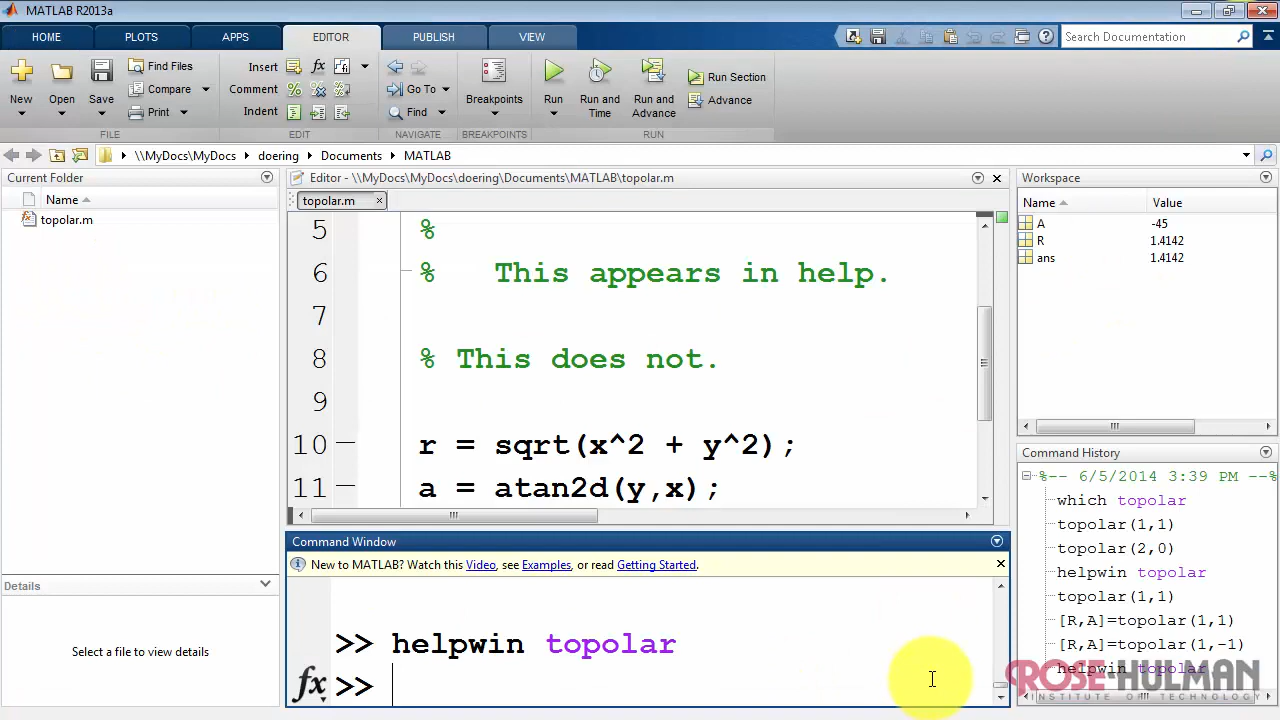 MATLAB R2013a
HOME PLOTS APPS EDITOR PUBLISH VIEW Search Documentation
New Open Save Find Files Compare Print
Insert Comment Indent
Go To Find
Breakpoints
Run Run and Time Run and Advance Run Section Advance
FILE EDIT NAVIGATE BREAKPOINTS RUN
\\MyDocs\MyDocs doering Documents MATLAB
Current Folder
Name
topolar.m
Details
Select a file to view details
Editor - \\MyDocs\MyDocs\doering\Documents\MATLAB\topolar.m
topolar.m ×
5 %
6 % This appears in help.
7
8 % This does not.
9
10 r = sqrt(x^2 + y^2);
11 a = atan2d(y,x);
Command Window
New to MATLAB? Watch this Video, see Examples, or read Getting Started.
>> helpwin topolar
fx >>
Workspace
Name Value
A -45
R 1.4142
ans 1.4142
Command History
%-- 6/5/2014 3:39 PM --%
which topolar
topolar(1,1)
topolar(2,0)
helpwin topolar
topolar(1,1)
[R,A]=topolar(1,1)
[R,A]=topolar(1,-1)
helpwin topolar
ROSE-HULMAN
INSTITUTE OF TECHNOLOGY